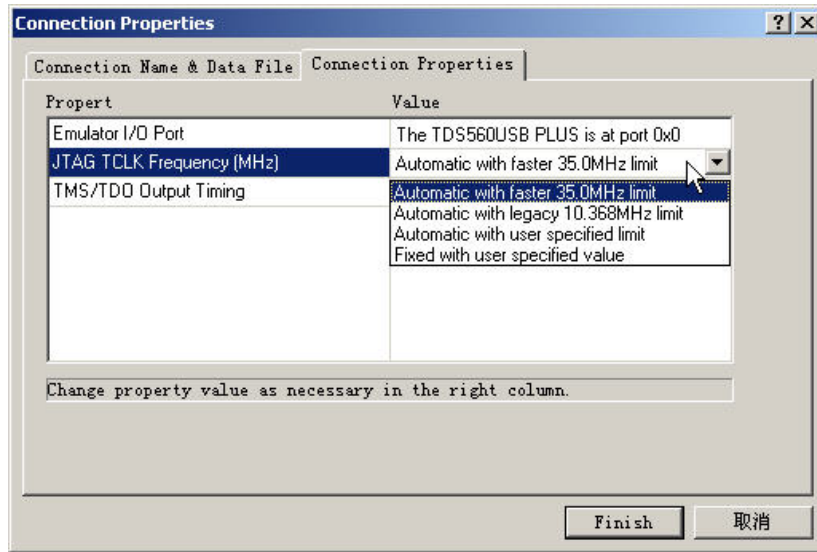 Connection Properties
Connection Name & Data File
Connection Properties
Propert
Value
Emulator I/O Port
The TDS560USB PLUS is at port 0x0
JTAG TCLK Frequency (MHz)
Automatic with faster 35.0MHz limit
TMS/TDO Output Timing
Automatic with faster 35.0MHz limit
Automatic with legacy 10.368MHz limit
Automatic with user specified limit
Fixed with user specified value
Change property value as necessary in the right column.
Finish
取消